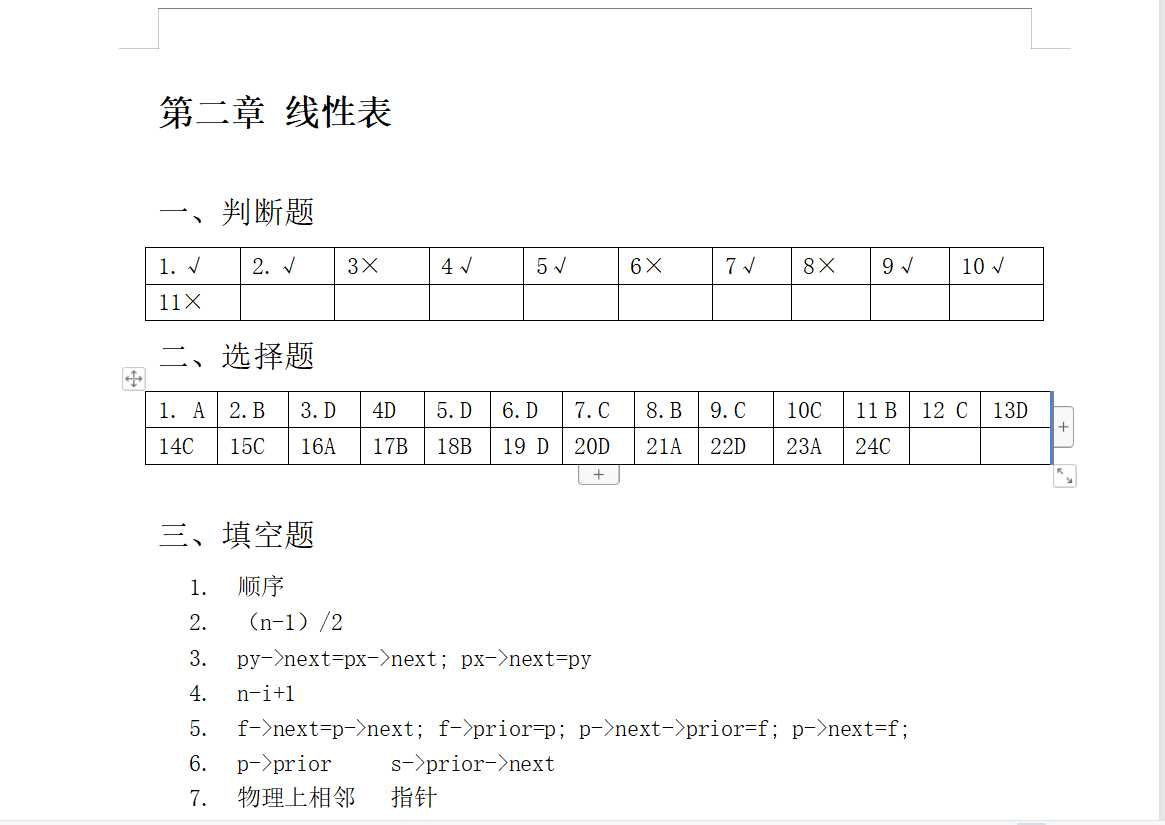 第二章 线性表
一、判断题
1. √ 2. √ 3× 4√ 5√ 6× 7√ 8× 9√ 10√
11×
二、选择题
1. A 2.B 3.D 4D 5.D 6.D 7.C 8.B 9.C 10C 11B 12 C 13D
14C 15C 16A 17B 18B 19 D 20D 21A 22D 23A 24C
三、填空题
1. 顺序
2. （n-1）/2
3. py->next=px->next; px->next=py
4. n-i+1
5. f->next=p->next; f->prior=p; p->next->prior=f; p->next=f;
6. p->prior s->prior->next
7. 物理上相邻 指针